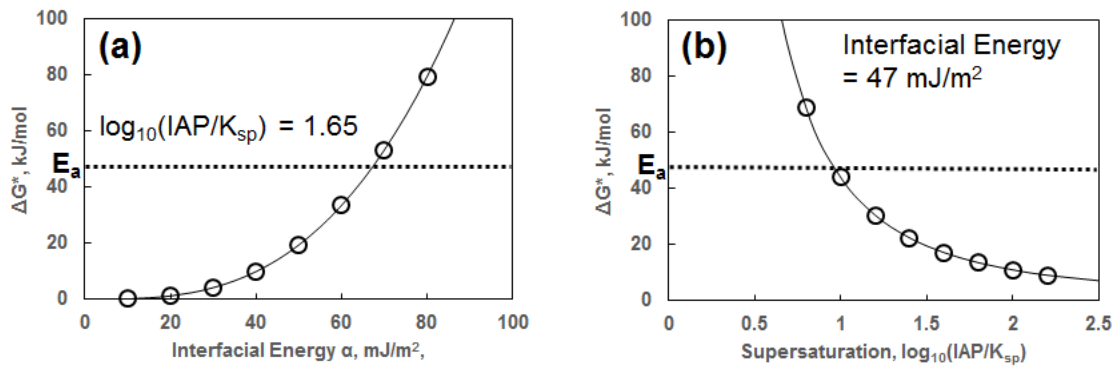 (a)
log₁₀(IAP/Kₛₚ) = 1.65
Eₐ
ΔG*, kJ/mol
100
80
60
40
20
0
0 20 40 60 80 100
Interfacial Energy α, mJ/m²,
(b)
Interfacial Energy
= 47 mJ/m²
Eₐ
ΔG*, kJ/mol
100
80
60
40
20
0
0 0.5 1 1.5 2 2.5
Supersaturation, log₁₀(IAP/Kₛₚ)